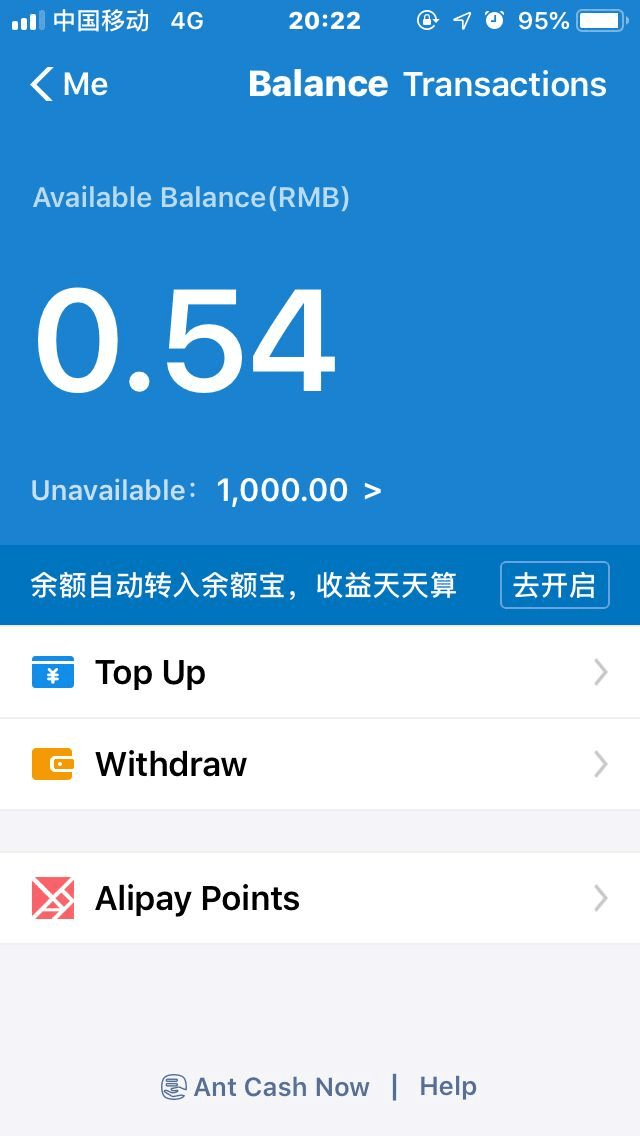 中国移动 4G 20:22 95%
Me Balance Transactions
Available Balance(RMB)
0.54
Unavailable： 1,000.00 >
余额自动转入余额宝，收益天天算 去开启
¥ Top Up
Withdraw
Alipay Points
Ant Cash Now | Help